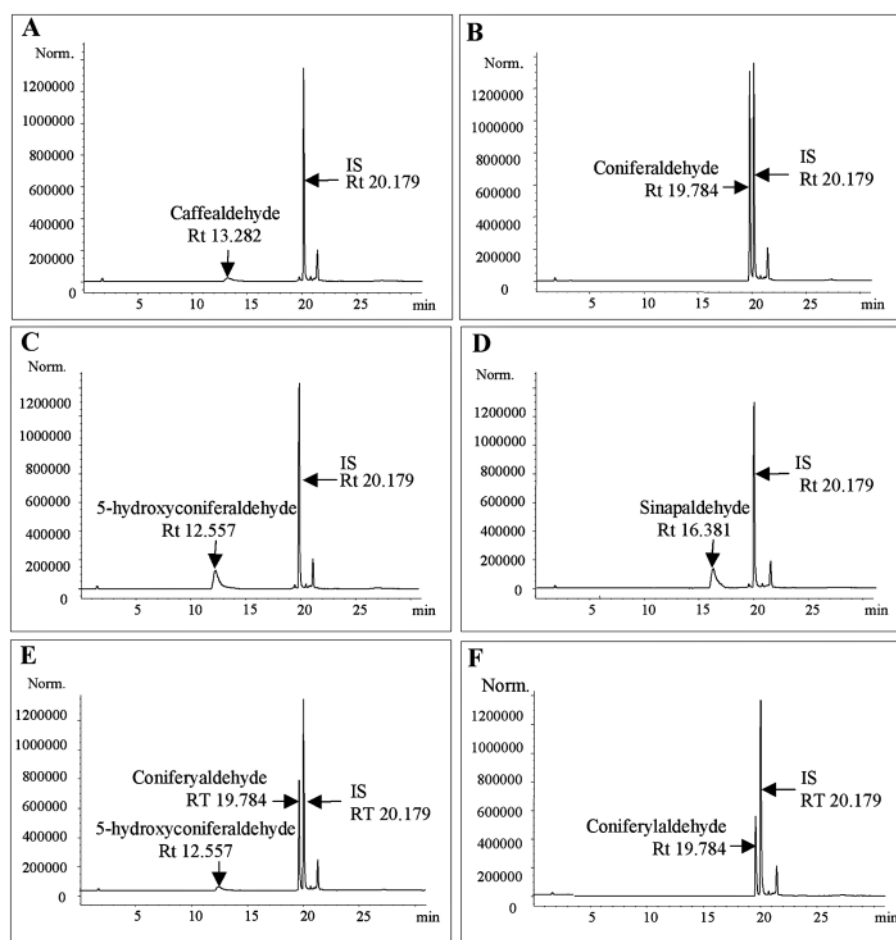 A
Norm.
1200000
1000000
800000
600000
400000
200000
0
IS
Rt 20.179
Caffealdehyde
Rt 13.282
5 10 15 20 25
min
B
Norm.
1200000
1000000
800000
600000
400000
200000
0
Coniferaldehyde
Rt 19.784
IS
Rt 20.179
5 10 15 20 25
min
C
Norm.
1200000
1000000
800000
600000
400000
200000
0
IS
Rt 20.179
5-hydroxyconiferaldehyde
Rt 12.557
5 10 15 20 25
min
D
Norm.
1200000
1000000
800000
600000
400000
200000
0
IS
Rt 20.179
Sinapaldehyde
Rt 16.381
5 10 15 20 25
min
E
Norm.
1200000
1000000
800000
600000
400000
200000
0
Coniferyaldehyde
RT 19.784
IS
RT 20.179
5-hydroxyconiferaldehyde
Rt 12.557
5 10 15 20 25
min
F
Norm.
1200000
1000000
800000
600000
400000
200000
0
IS
RT 20.179
Coniferylaldehyde
Rt 19.784
5 10 15 20 25
min